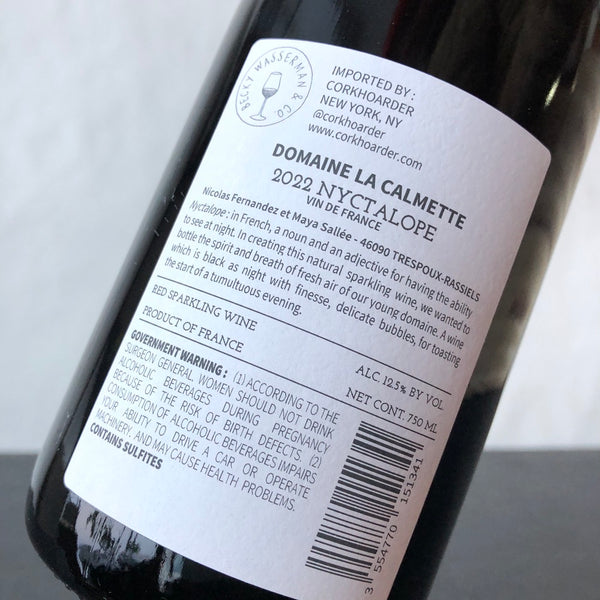 BECKY WASSERMAN & CO
IMPORTED BY :
CORKHOARDER
NEW YORK, NY
@corkhoarder
www.corkhoarder.com
DOMAINE LA CALMETTE
2022 NYCTALOPE
VIN DE FRANCE
Nicolas Fernandez et Maya Sallée - 46090 TRESPOUX-RASSIELS
Nyctalope : in French, a noun and an adjective for having the ability
to see at night. In creating this natural sparkling wine, we wanted to
bottle the spirit and breath of fresh air of our young domaine. A wine
which is black as night with finesse, delicate bubbles, for toasting
the start of a tumultuous evening.
RED SPARKLING WINE
ALC. 12.5% BY VOL.
PRODUCT OF FRANCE
NET CONT. 750 ML
GOVERNMENT WARNING : (1) ACCORDING TO THE
SURGEON GENERAL WOMEN SHOULD NOT DRINK
ALCOHOLIC BEVERAGES DURING PREGNANCY
BECAUSE OF THE RISK OF BIRTH DEFECTS. (2)
CONSUMPTION OF ALCOHOLIC BEVERAGES IMPAIRS
YOUR ABILITY TO DRIVE A CAR OR OPERATE
MACHINERY, AND MAY CAUSE HEALTH PROBLEMS.
CONTAINS SULFITES
3 554770 151341